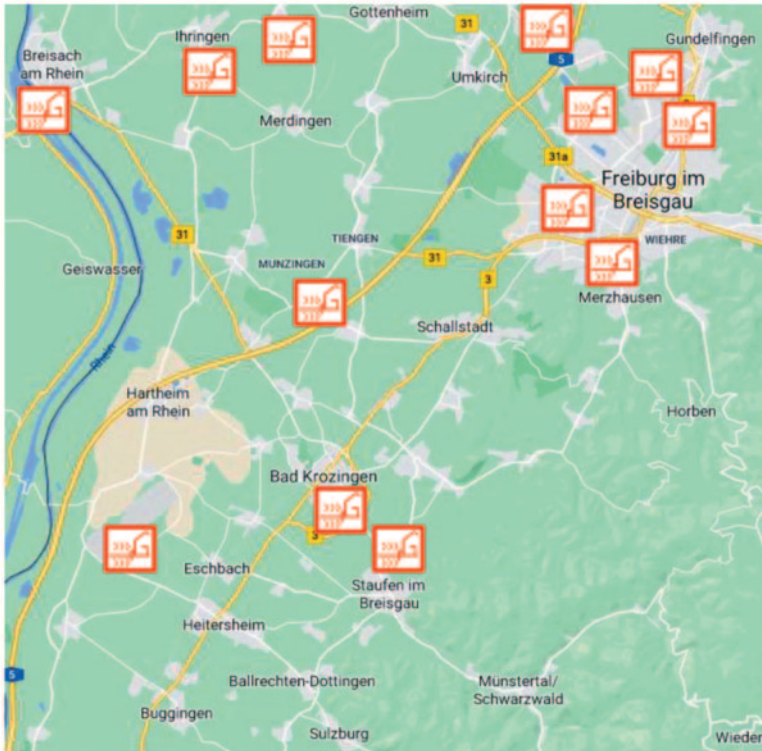 Gottenheim
31
Ihringen
Gundelfingen
Breisach
am Rhein
5
Umkirch
Merdingen
31a
Freiburg im
Breisgau
31
TIENGEN
WIEHRE
31
MUNZINGEN
Geiswasser
3
Merzhausen
Schallstadt
Rhein
Hartheim
am Rhein
Horben
Bad Krozingen
3
Eschbach
Staufen im
Breisgau
Heitersheim
5
Ballrechten-Dottingen
Münstertal/
Schwarzwald
Buggingen
Sulzburg
Wieder